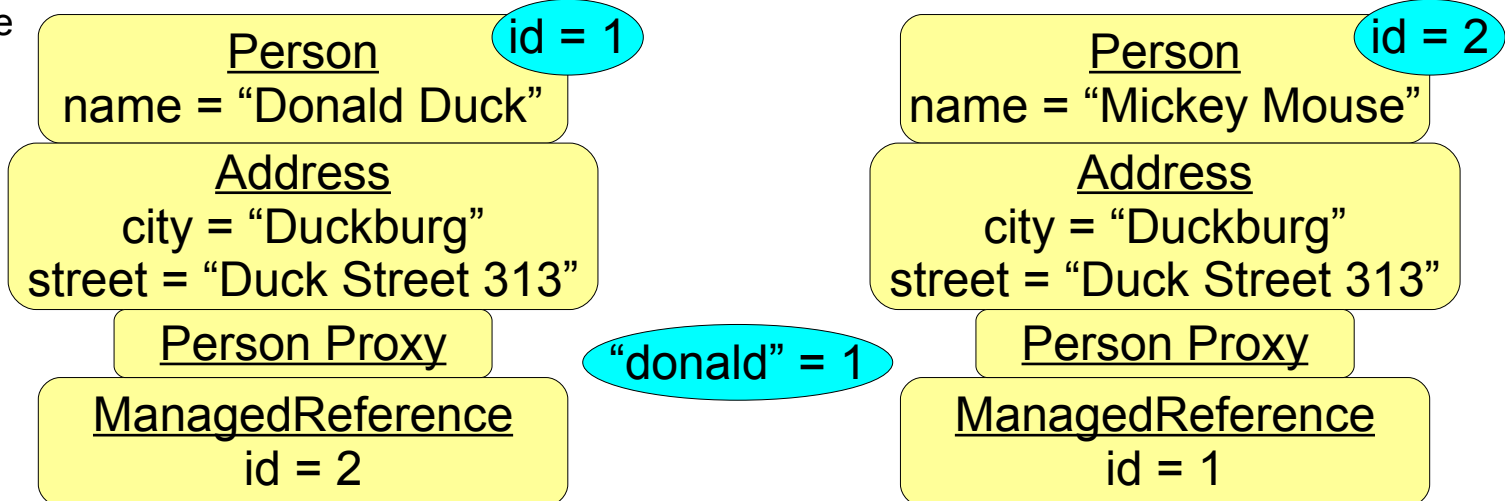 e
Person
id = 1
name = “Donald Duck”
Address
city = “Duckburg”
street = “Duck Street 313”
Person Proxy
ManagedReference
id = 2
“donald” = 1
Person
id = 2
name = “Mickey Mouse”
Address
city = “Duckburg”
street = “Duck Street 313”
Person Proxy
ManagedReference
id = 1